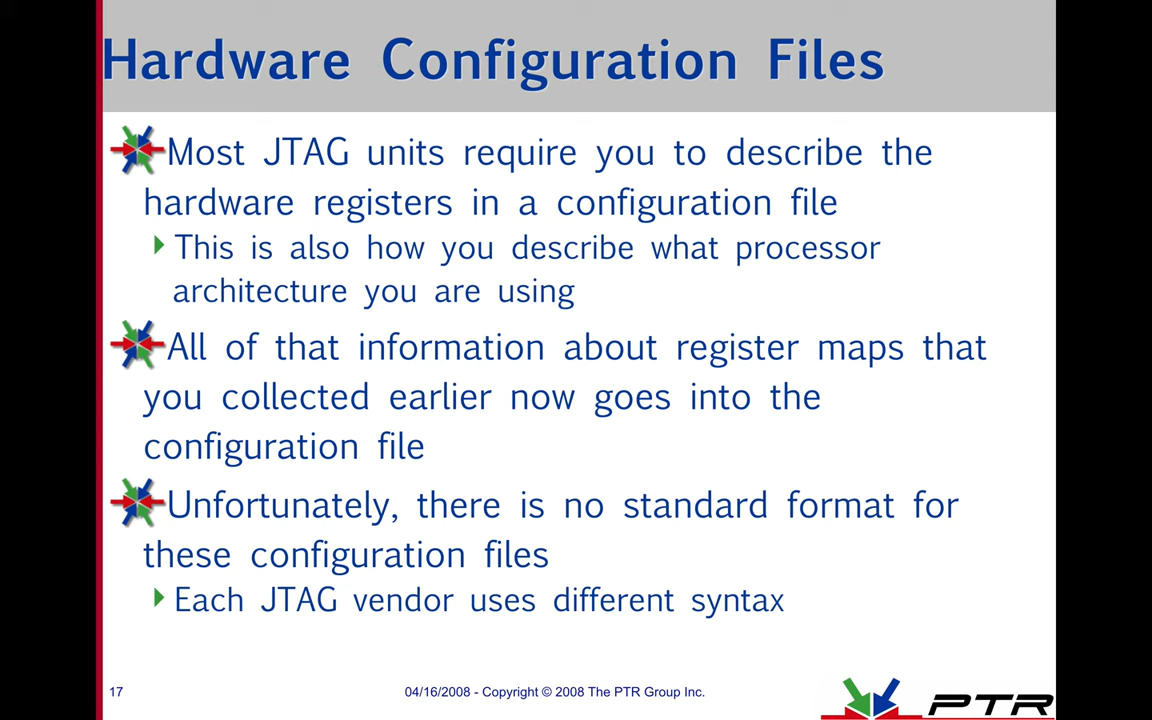 Hardware Configuration Files
Most JTAG units require you to describe the
hardware registers in a configuration file
This is also how you describe what processor
architecture you are using
All of that information about register maps that
you collected earlier now goes into the
configuration file
Unfortunately, there is no standard format for
these configuration files
Each JTAG vendor uses different syntax
17
04/16/2008 - Copyright © 2008 The PTR Group Inc.
PTR